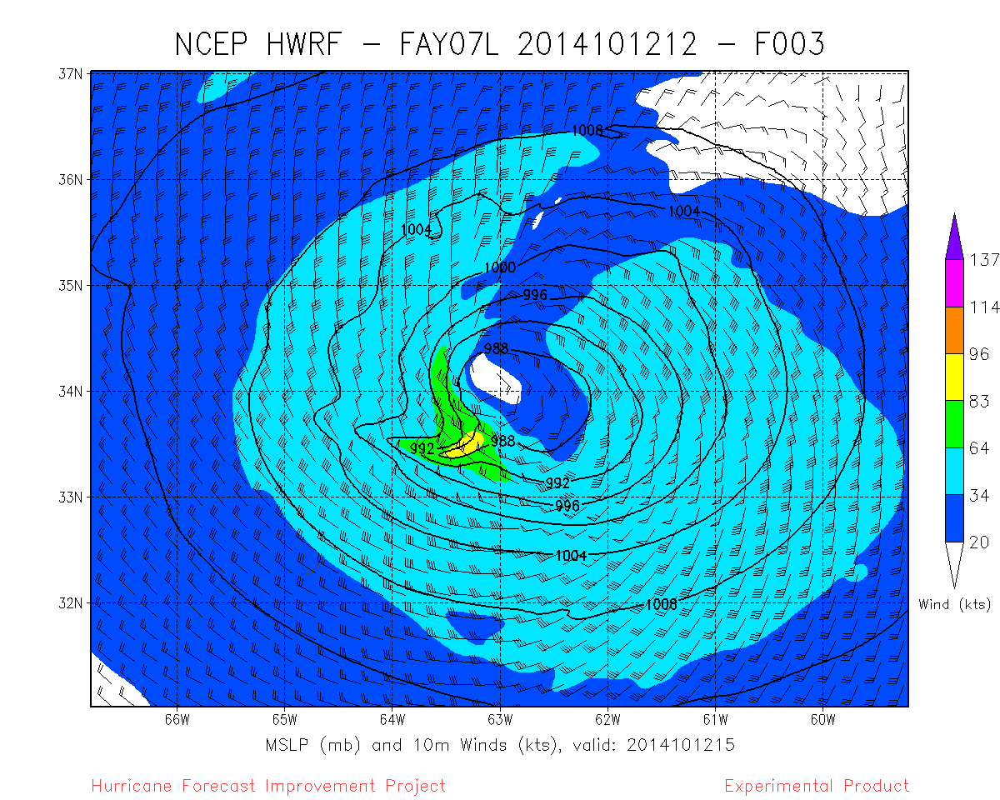 NCEP HWRF – FAY07L 2014101212 – F003
37N
36N
35N
34N
33N
32N
1008
1004
1004
1000
996
988
988
992
992
996
1004
1008
66W 65W 64W 63W 62W 61W 60W
137
114
96
83
64
34
20
Wind (kts)
MSLP (mb) and 10m Winds (kts), valid: 2014101215
Hurricane Forecast Improvement Project
Experimental Product